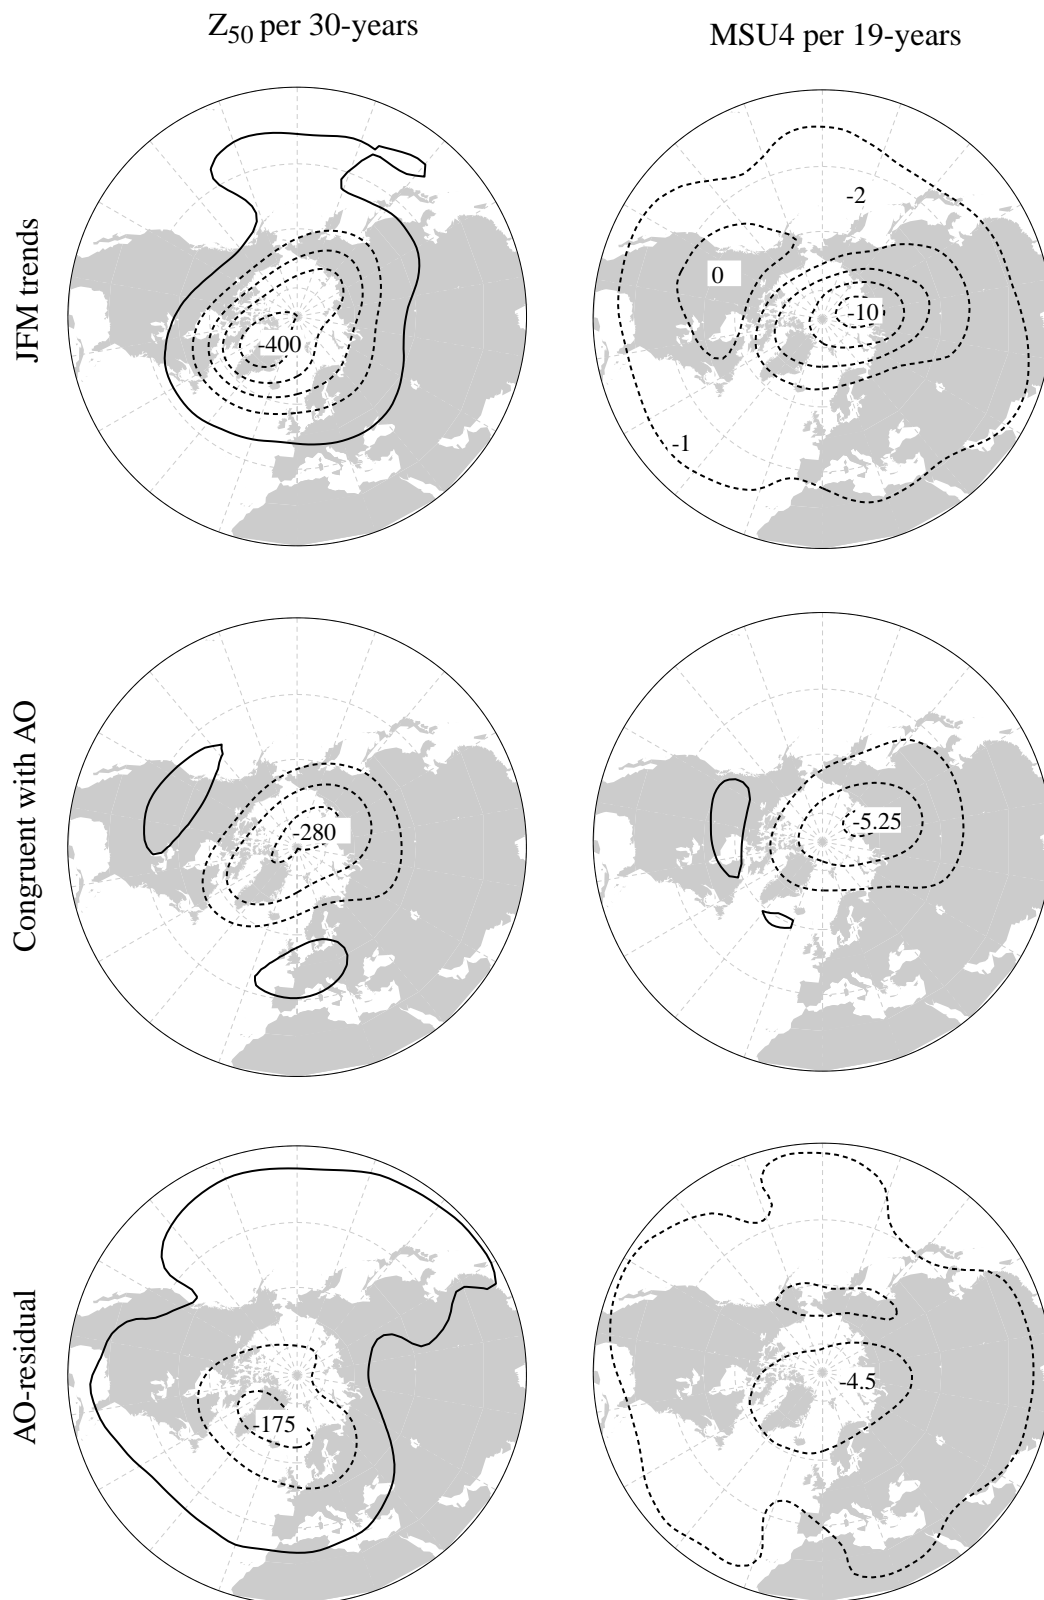 Z₅₀ per 30-years
MSU4 per 19-years
JFM trends
-400
-2
0
-10
-1
Congruent with AO
-280
-5.25
AO-residual
-175
-4.5